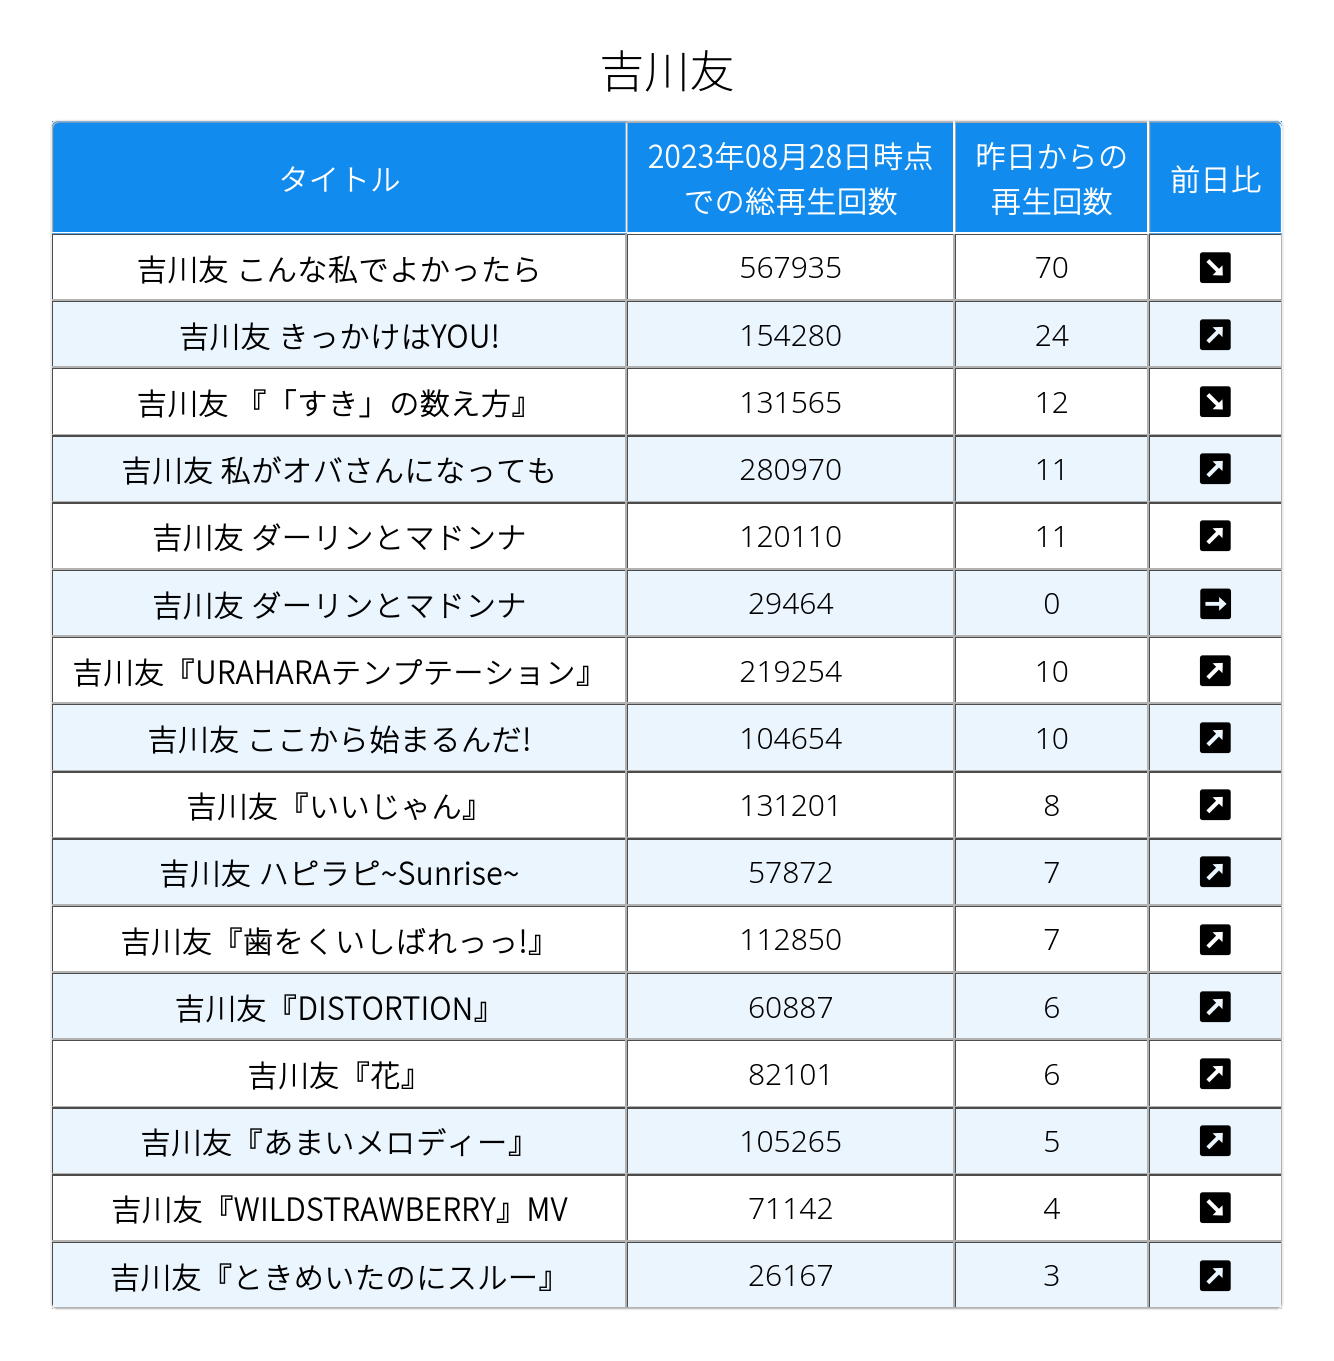 吉川友
タイトル 2023年08月28日時点での総再生回数 昨日からの再生回数 前日比
吉川友 こんな私でよかったら 567935 70 ↘
吉川友 きっかけはYOU! 154280 24 ↗
吉川友 『「すき」の数え方』 131565 12 ↘
吉川友 私がオバさんになっても 280970 11 ↗
吉川友 ダーリンとマドンナ 120110 11 ↗
吉川友 ダーリンとマドンナ 29464 0 →
吉川友『URAHARAテンプテーション』 219254 10 ↗
吉川友 ここから始まるんだ! 104654 10 ↗
吉川友『いいじゃん』 131201 8 ↗
吉川友 ハピラピ~Sunrise~ 57872 7 ↗
吉川友『歯をくいしばれっっ!』 112850 7 ↗
吉川友『DISTORTION』 60887 6 ↗
吉川友『花』 82101 6 ↗
吉川友『あまいメロディー』 105265 5 ↗
吉川友『WILDSTRAWBERRY』MV 71142 4 ↘
吉川友『ときめいたのにスルー』 26167 3 ↗